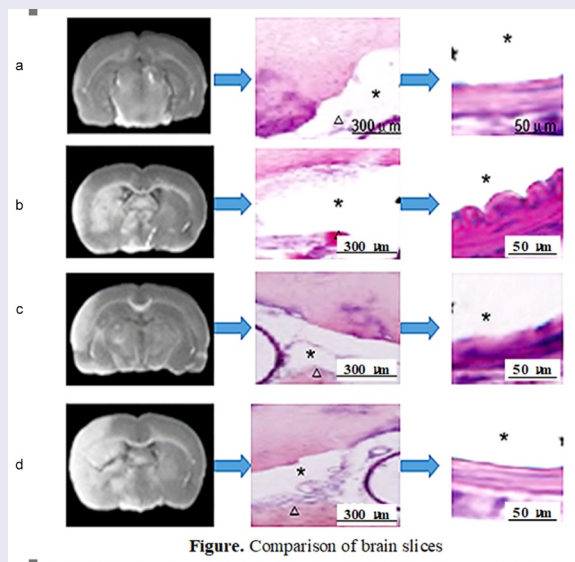 a
*
△
300 μm
*
50 μm
b
*
300 μm
*
50 μm
c
*
△
300 μm
*
50 μm
d
*
△
300 μm
*
50 μm
Figure. Comparison of brain slices